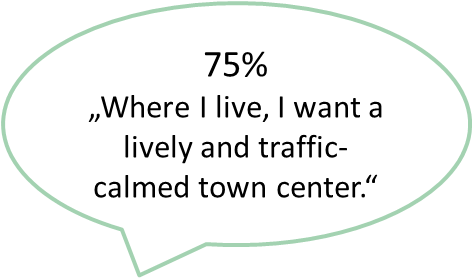 75%
„Where I live, I want a
lively and traffic-
calmed town center.“